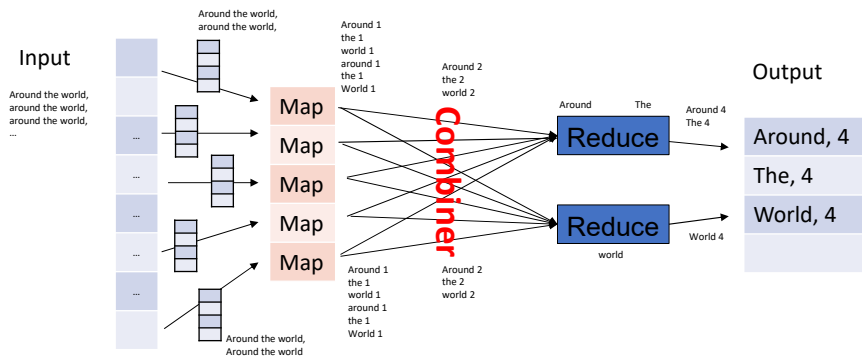 Input
Around the world,
around the world,
around the world,
...
...
...
...
...
Around the world,
around the world,
Around the world,
Around the world
Map
Map
Map
Map
Map
Around 1
the 1
world 1
around 1
the 1
World 1
Around 1
the 1
world 1
around 1
the 1
World 1
Around 2
the 2
world 2
Combiner
Around 2
the 2
world 2
Around The
Reduce
Reduce
world
Around 4
The 4
World 4
Output
Around, 4
The, 4
World, 4